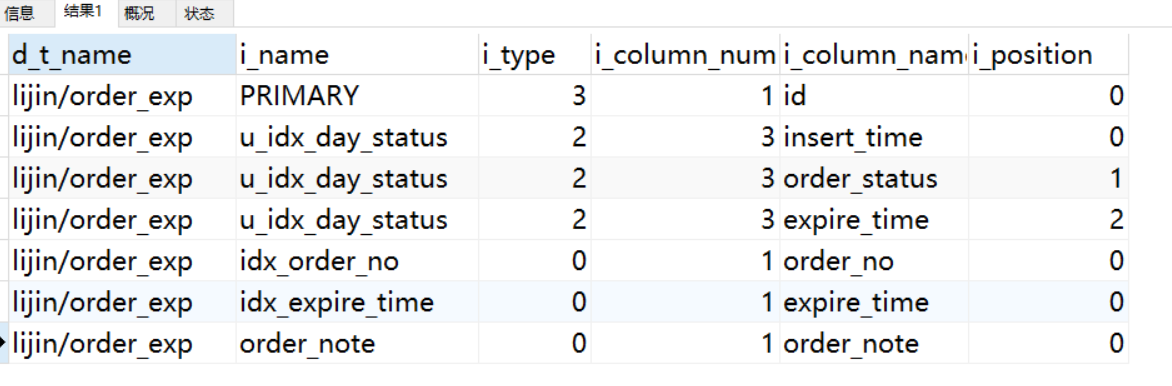 信息 结果1 概况 状态
d_t_name i_name i_type i_column_num i_column_nam i_position
lijin/order_exp PRIMARY 3 1 id 0
lijin/order_exp u_idx_day_status 2 3 insert_time 0
lijin/order_exp u_idx_day_status 2 3 order_status 1
lijin/order_exp u_idx_day_status 2 3 expire_time 2
lijin/order_exp idx_order_no 0 1 order_no 0
lijin/order_exp idx_expire_time 0 1 expire_time 0
lijin/order_exp order_note 0 1 order_note 0